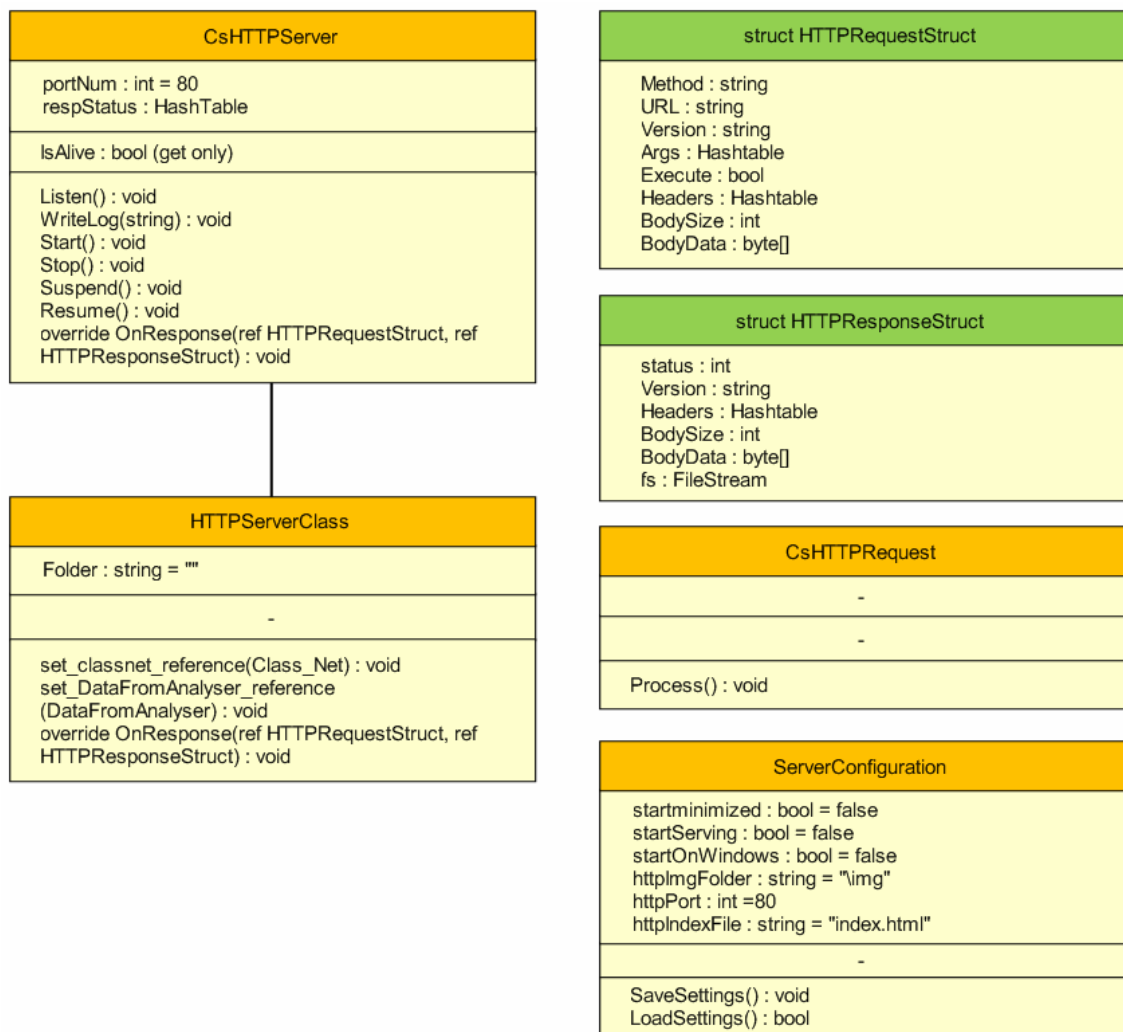 CsHTTPServer
portNum : int = 80
respStatus : HashTable
IsAlive : bool (get only)
Listen() : void
WriteLog(string) : void
Start() : void
Stop() : void
Suspend() : void
Resume() : void
override OnResponse(ref HTTPRequestStruct, ref
HTTPResponseStruct) : void
HTTPServerClass
Folder : string = ""
-
set_classnet_reference(Class_Net) : void
set_DataFromAnalyser_reference
(DataFromAnalyser) : void
override OnResponse(ref HTTPRequestStruct, ref
HTTPResponseStruct) : void
struct HTTPRequestStruct
Method : string
URL : string
Version : string
Args : Hashtable
Execute : bool
Headers : Hashtable
BodySize : int
BodyData : byte[]
struct HTTPResponseStruct
status : int
Version : string
Headers : Hashtable
BodySize : int
BodyData : byte[]
fs : FileStream
CsHTTPRequest
-
-
Process() : void
ServerConfiguration
startminimized : bool = false
startServing : bool = false
startOnWindows : bool = false
httpImgFolder : string = "\img"
httpPort : int =80
httpIndexFile : string = "index.html"
-
SaveSettings() : void
LoadSettings() : bool